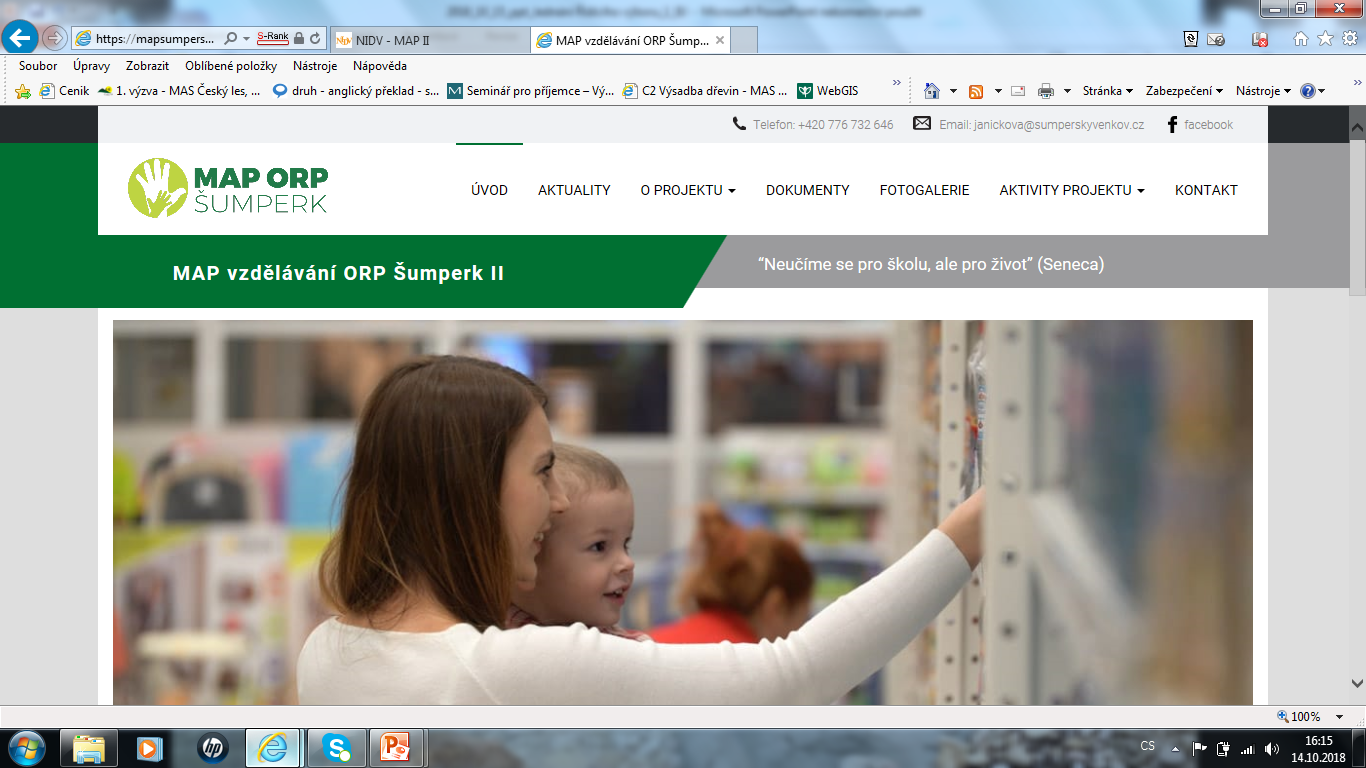 https://mapsumpers...
S-Rank
NIDV - MAP II
MAP vzdělávání ORP Šump...
Soubor Úpravy Zobrazit Oblíbené položky Nástroje Nápověda
Ceník 1. výzva - MAS Český les, ... druh - anglický překlad - s... Seminář pro příjemce – Vý... C2 Výsadba dřevin - MAS ... WebGIS Stránka Zabezpečení Nástroje
Telefon: +420 776 732 646 Email: janickova@sumperskyvenkov.cz facebook
MAP ORP
ŠUMPERK
ÚVOD AKTUALITY O PROJEKTU DOKUMENTY FOTOGALERIE AKTIVITY PROJEKTU KONTAKT
MAP vzdělávání ORP Šumperk II
“Neučíme se pro školu, ale pro život” (Seneca)
100%
CS
16:15
14.10.2018